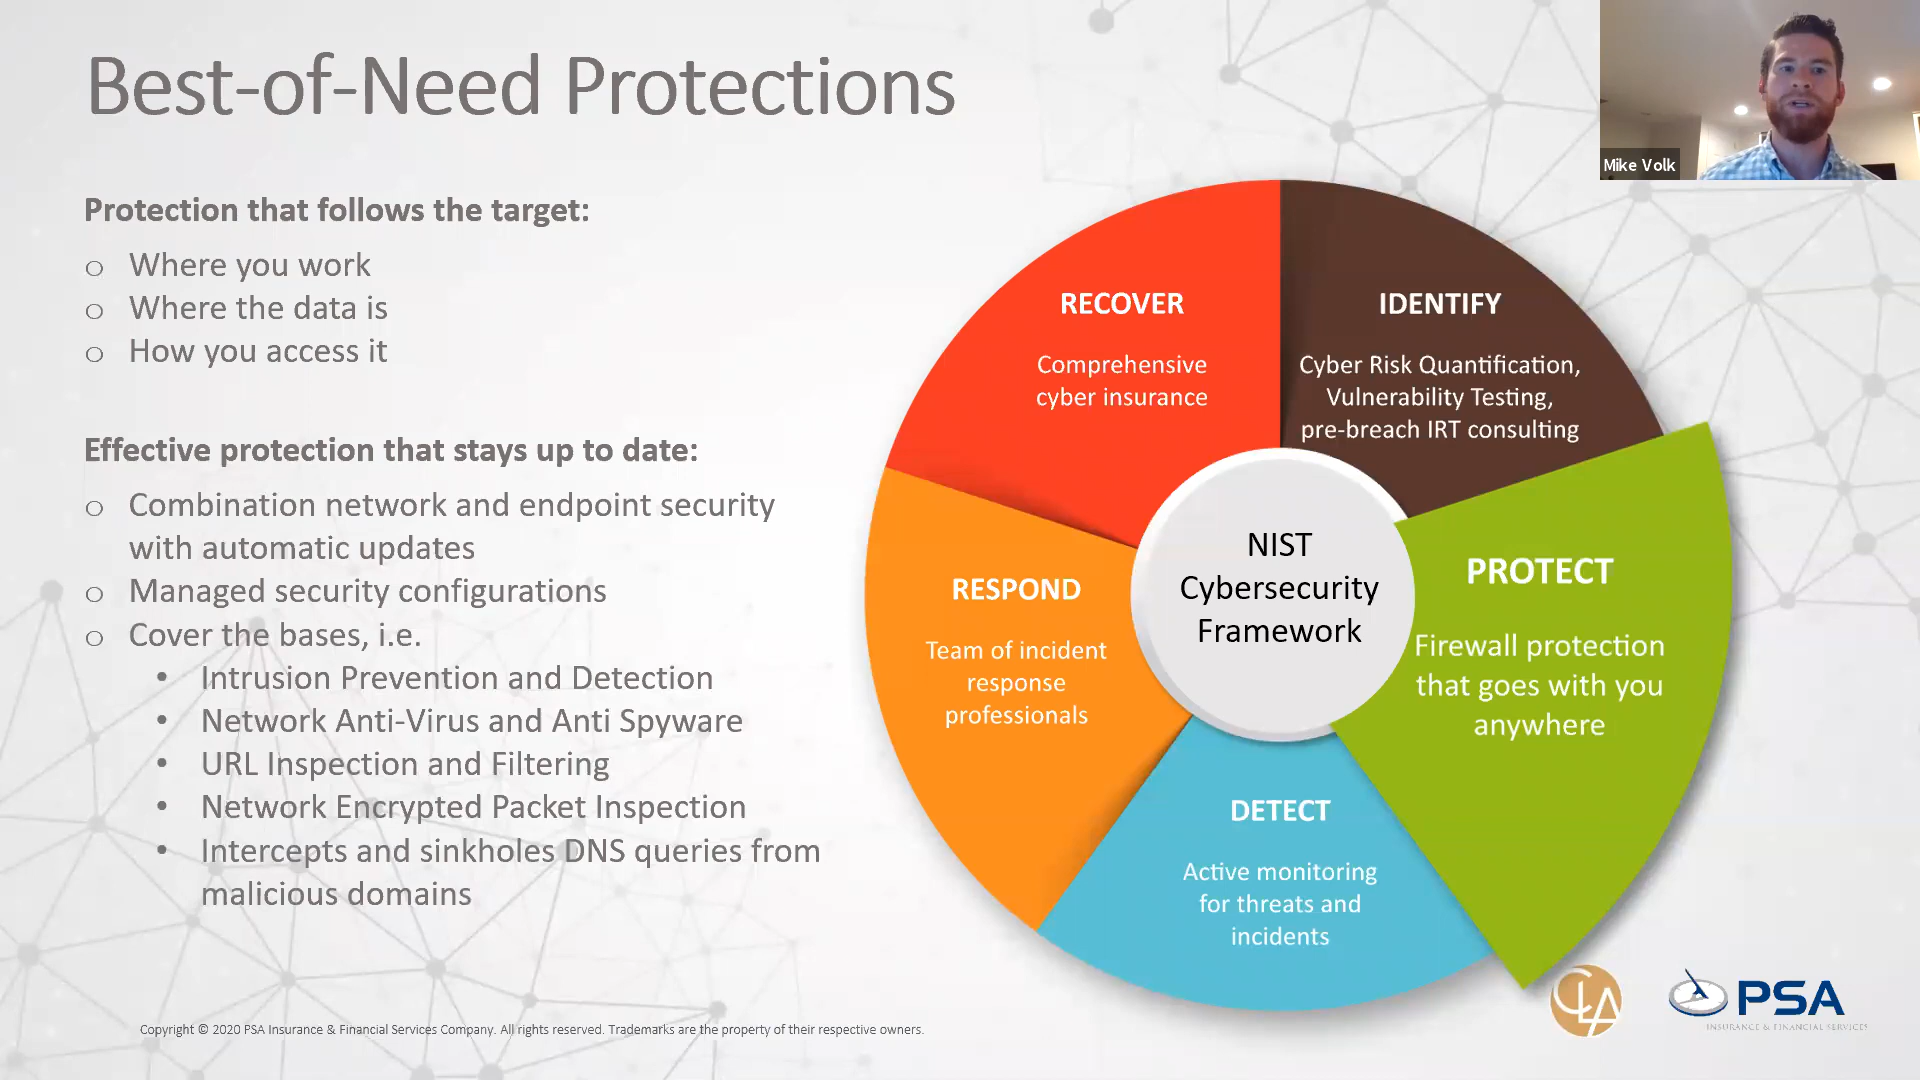 Best-of-Need Protections
Mike Volk
Protection that follows the target:
o Where you work
o Where the data is
o How you access it
Effective protection that stays up to date:
o Combination network and endpoint security
with automatic updates
o Managed security configurations
o Cover the bases, i.e.
• Intrusion Prevention and Detection
• Network Anti-Virus and Anti Spyware
• URL Inspection and Filtering
• Network Encrypted Packet Inspection
• Intercepts and sinkholes DNS queries from
malicious domains
RECOVER
Comprehensive
cyber insurance
IDENTIFY
Cyber Risk Quantification,
Vulnerability Testing,
pre-breach IRT consulting
NIST
Cybersecurity
Framework
PROTECT
Firewall protection
that goes with you
anywhere
RESPOND
Team of incident
response
professionals
DETECT
Active monitoring
for threats and
incidents
CLA
PSA
INSURANCE & FINANCIAL SERVICES
Copyright © 2020 PSA Insurance & Financial Services Company. All rights reserved. Trademarks are the property of their respective owners.